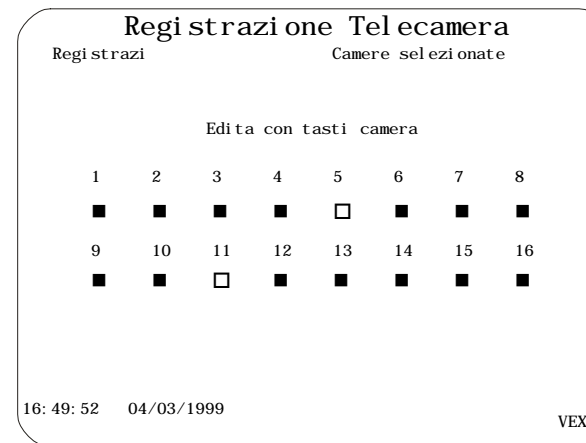 Registrazione Telecamera
Registrazi Camere selezionate
Edita con tasti camera
1 2 3 4 5 6 7 8
9 10 11 12 13 14 15 16
16:49:52 04/03/1999
VEX